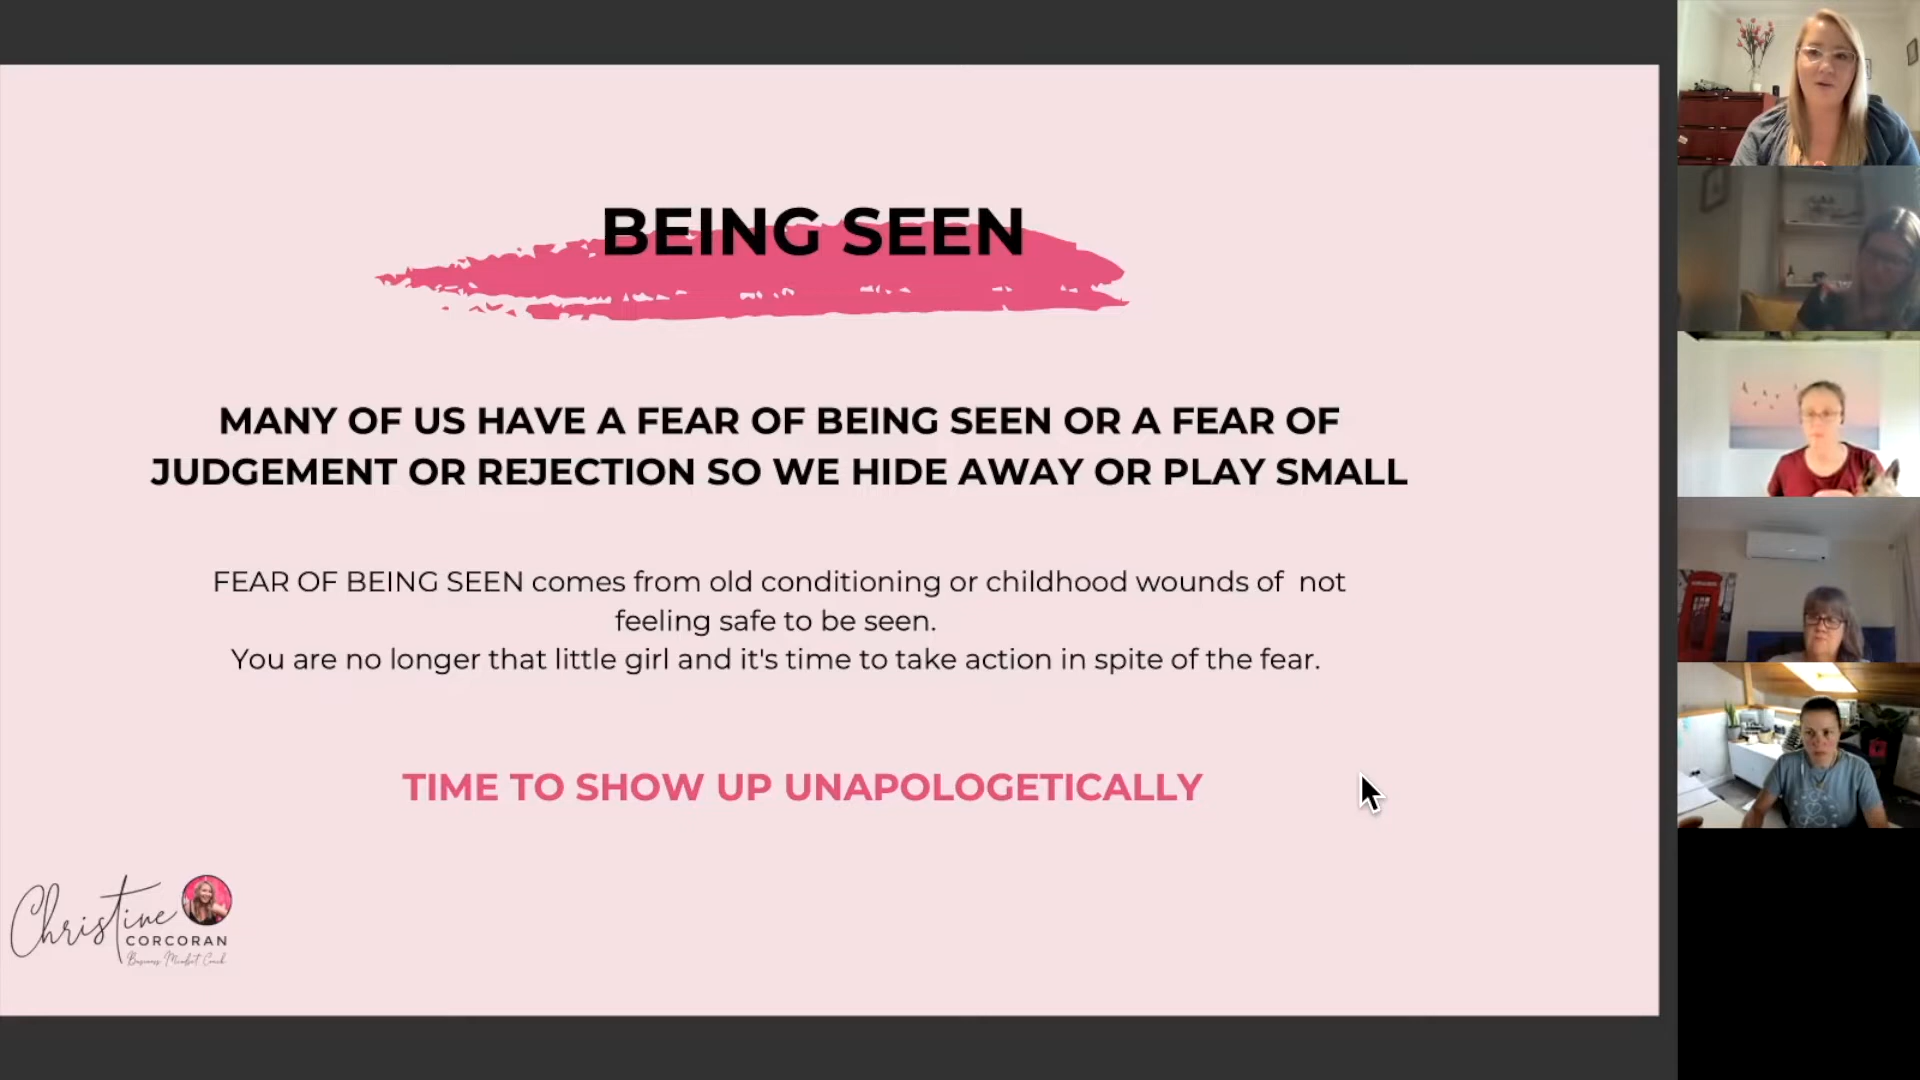 BEING SEEN
MANY OF US HAVE A FEAR OF BEING SEEN OR A FEAR OF
JUDGEMENT OR REJECTION SO WE HIDE AWAY OR PLAY SMALL
FEAR OF BEING SEEN comes from old conditioning or childhood wounds of  not
feeling safe to be seen.
You are no longer that little girl and it's time to take action in spite of the fear.
TIME TO SHOW UP UNAPOLOGETICALLY
Christine
CORCORAN
Business Mindset Coach